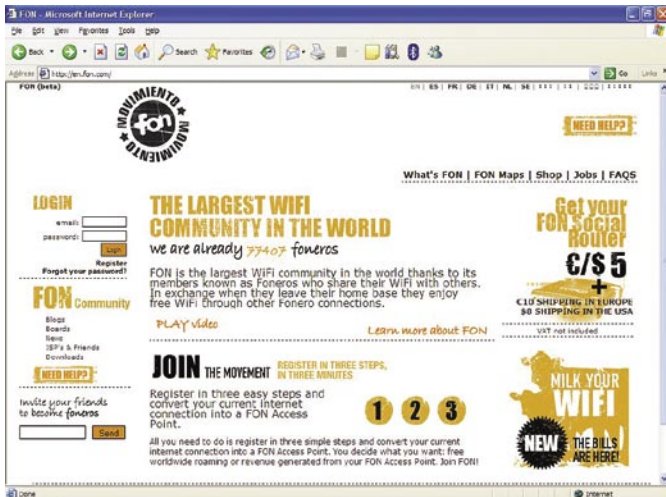 FON - Microsoft Internet Explorer
File Edit View Favorites Tools Help
Back Search Favorites
Address http://en.fon.com/ Go Links
FON (beta)
EN | ES | FR | DE | IT | NL | SE |
MOVIMIENTO
fon
MOVIMIENTO
NEED HELP?
What's FON | FON Maps | Shop | Jobs | FAQS
LOGIN
email:
password:
Login
Register
Forgot your password?
FON Community
Blogs
Boards
News
ISP's & Friends
Downloads
NEED HELP?
Invite your friends
to become foneros
Send
THE LARGEST WIFI
COMMUNITY IN THE WORLD
we are already 77407 foneros
FON is the largest WiFi community in the world thanks to its
members known as Foneros who share their WiFi with others.
In exchange when they leave their home base they enjoy
free WiFi through other Fonero connections.
PLAY video
Learn more about FON
JOIN THE MOVEMENT
REGISTER IN THREE STEPS,
IN THREE MINUTES
Register in three easy steps and
convert your current internet
connection into a FON Access
Point.
1 2 3
All you need to do is register in three simple steps and convert your current
internet connection into a FON Access Point. You decide what you want: free
worldwide roaming or revenue generated from your FON Access Point. Join FON!
Get your
FON Social
Router
€/$ 5
+
€10 SHIPPING IN EUROPE
$0 SHIPPING IN THE USA
VAT not included
MILK YOUR
WIFI
NEW
THE BILLS
ARE HERE!
Done
Internet